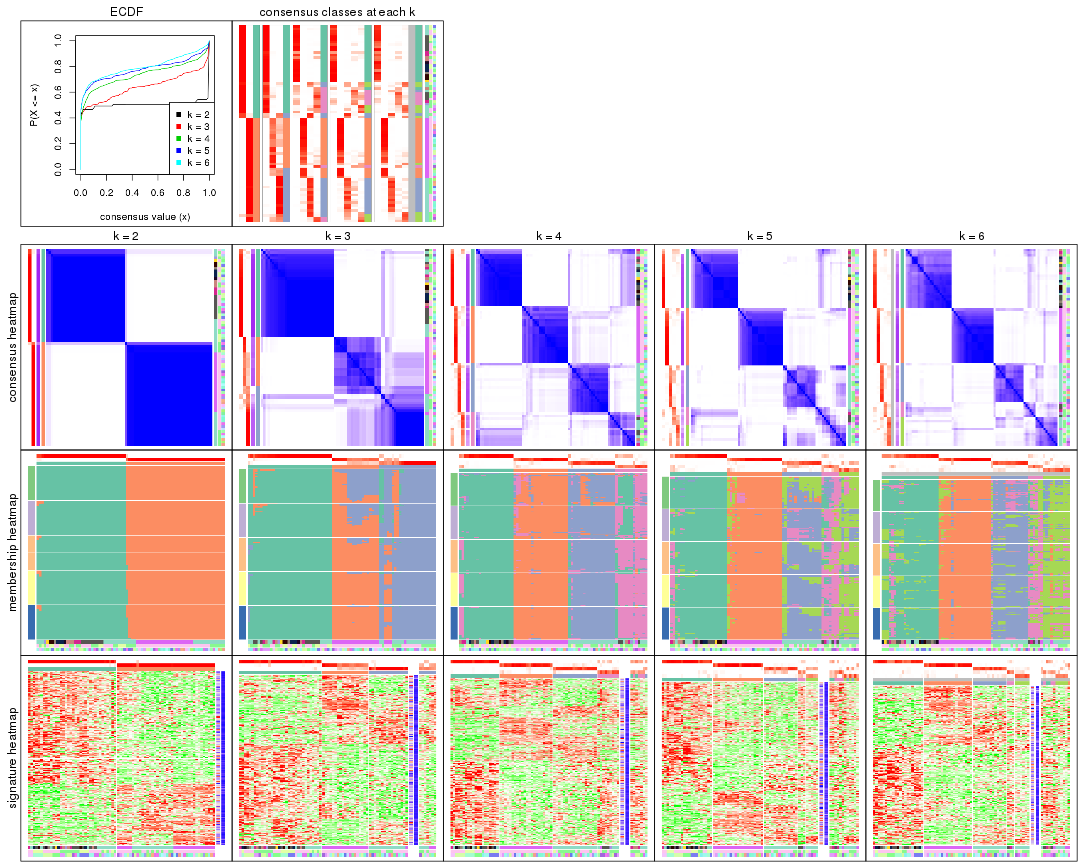 ECDF
consensus classes at each k
P(X <= x)
0.0
0.2
0.4
0.6
0.8
1.0
k = 2
k = 3
k = 4
k = 5
k = 6
0.0 0.2 0.4 0.6 0.8 1.0
consensus value (x)
k = 2
k = 3
k = 4
k = 5
k = 6
consensus heatmap
membership heatmap
signature heatmap